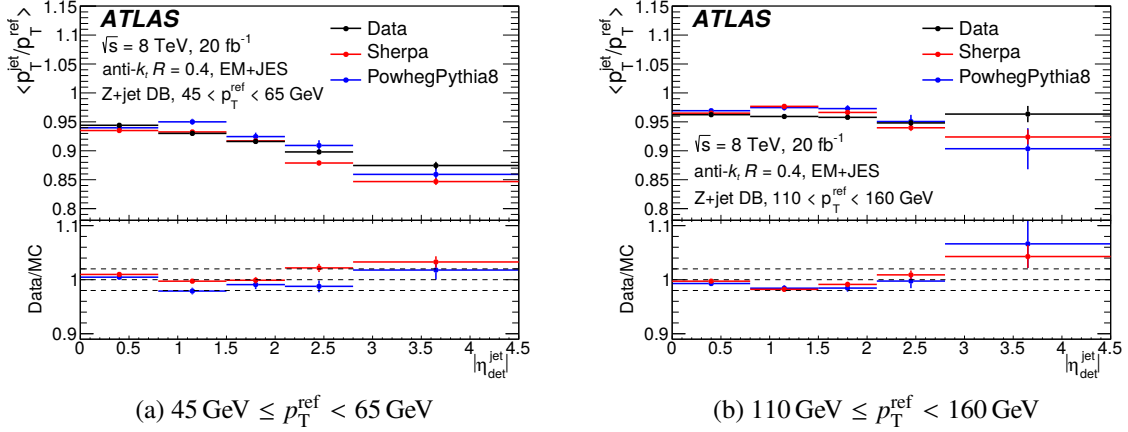 <p_T^jet/p_T^ref>
1.15
1.1
1.05
1
0.95
0.9
0.85
0.8
ATLAS
√s = 8 TeV, 20 fb⁻¹
anti-k_t R = 0.4, EM+JES
Z+jet DB, 45 < p_T^ref < 65 GeV
Data
Sherpa
PowhegPythia8
Data/MC
1.1
1
0.9
0 0.5 1 1.5 2 2.5 3 3.5 4 4.5
|η_det^jet|
(a) 45 GeV ≤ p_T^ref < 65 GeV
<p_T^jet/p_T^ref>
1.15
1.1
1.05
1
0.95
0.9
0.85
0.8
ATLAS
Data
Sherpa
PowhegPythia8
√s = 8 TeV, 20 fb⁻¹
anti-k_t R = 0.4, EM+JES
Z+jet DB, 110 < p_T^ref < 160 GeV
Data/MC
1.1
1
0.9
0 0.5 1 1.5 2 2.5 3 3.5 4 4.5
|η_det^jet|
(b) 110 GeV ≤ p_T^ref < 160 GeV